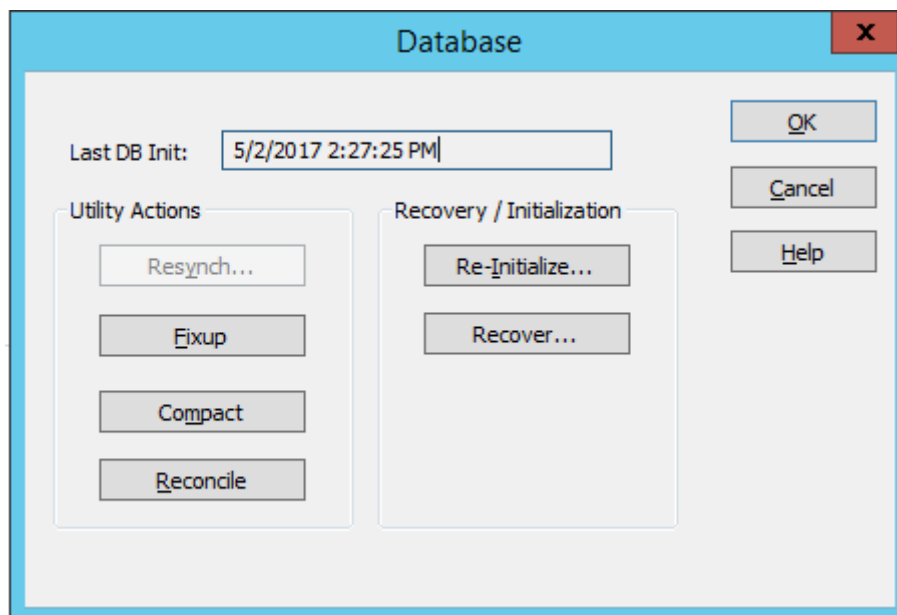 Database
x
Last DB Init: 5/2/2017 2:27:25 PM
OK
Cancel
Help
Utility Actions
Resynch...
Fixup
Compact
Reconcile
Recovery / Initialization
Re-Initialize...
Recover...